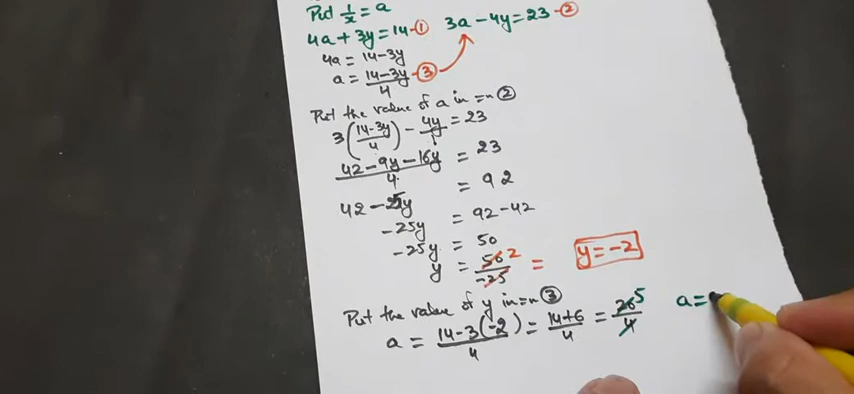 Put 1/x = a
4a + 3y = 14 - ① 3a - 4y = 23 - ②
4a = 14 - 3y
a = 14 - 3y/4 - ③
Put the value of a in =n ②
3(14-3y/4) - 4y/1 = 23
42 - 9y - 16y/4 = 23
42 - 25y = 92
-25y = 92 - 42
-25y = 50
y = 50/-25 2 = y = -2
Put the value of y in =n ③
a = 14-3(-2)/4 = 14+6/4 = 20/4 5 a =